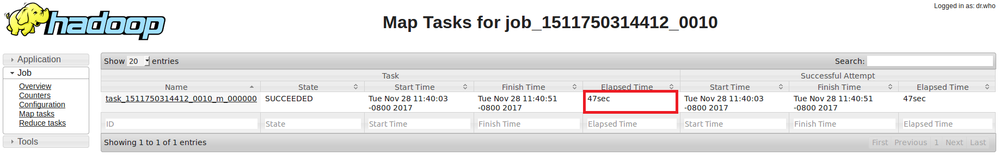 Logged in as: dr.who
hadoop
Map Tasks for job_1511750314412_0010
Application
Job
Overview
Counters
Configuration
Map tasks
Reduce tasks
Tools
Show 20 entries
Search:
Task Successful Attempt
Name State Start Time Finish Time Elapsed Time Start Time Finish Time Elapsed Time
task_1511750314412_0010_m_000000 SUCCEEDED Tue Nov 28 11:40:03 Tue Nov 28 11:40:51 47sec Tue Nov 28 11:40:03 Tue Nov 28 11:40:51 47sec
-0800 2017 -0800 2017 -0800 2017 -0800 2017
ID State Start Time Finish Time Elapsed Time Start Time Finish Time Elapsed Time
Showing 1 to 1 of 1 entries
First Previous 1 Next Last